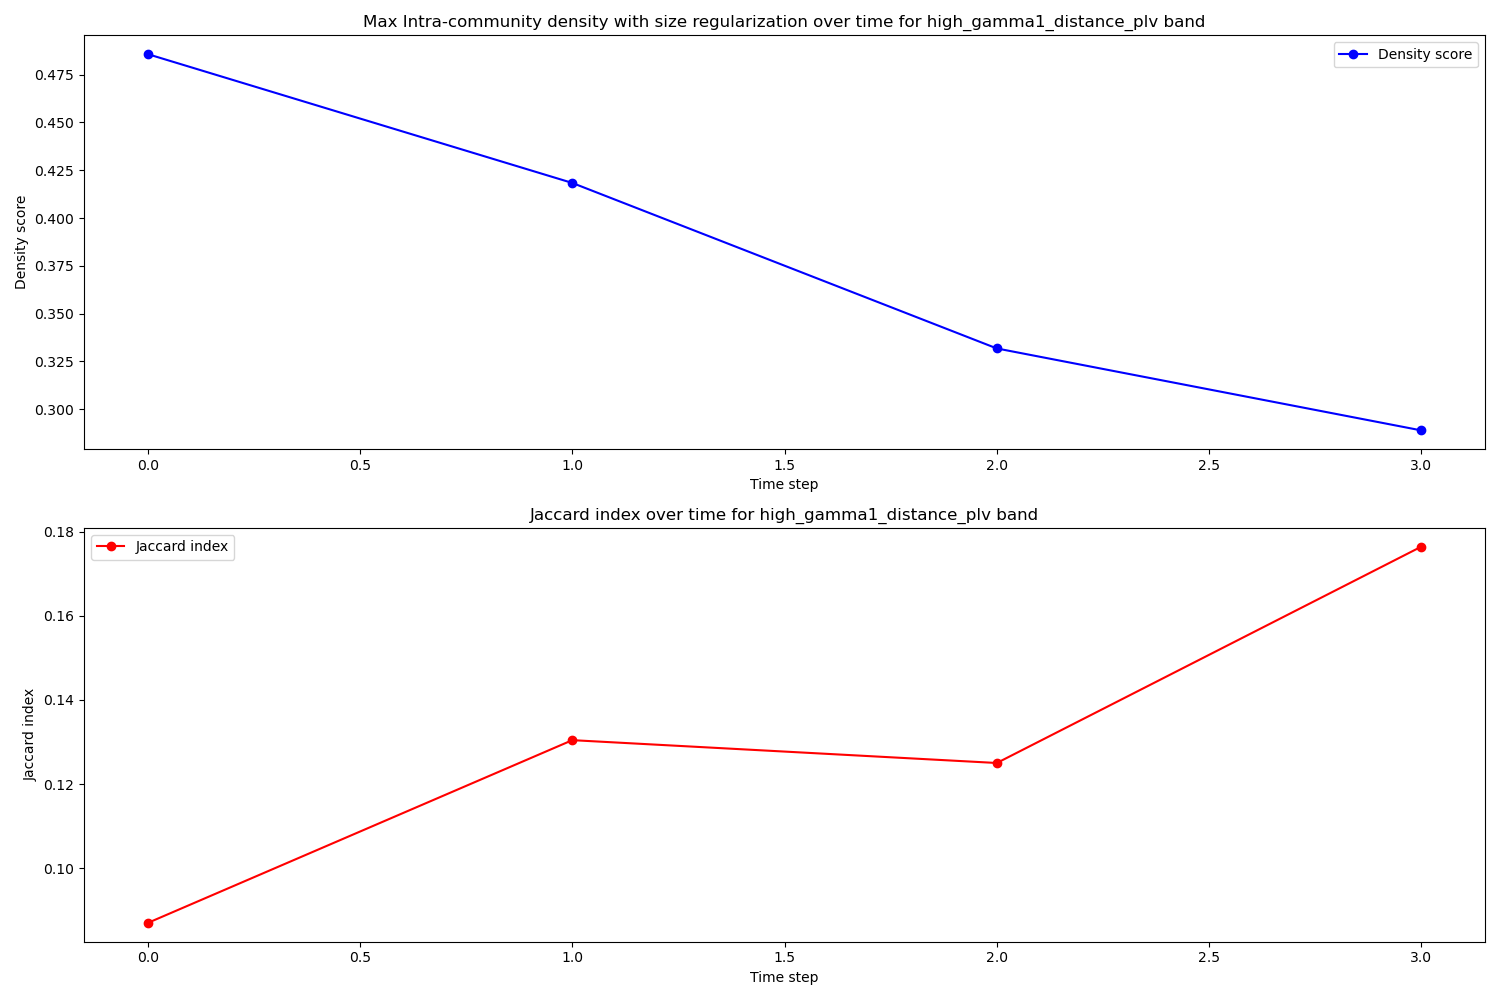 Max Intra-community density with size regularization over time for high_gamma1_distance_plv band
Density score
0.475
0.450
0.425
0.400
0.375
0.350
0.325
0.300
Density score
0.0 0.5 1.0 1.5 2.0 2.5 3.0
Time step
Jaccard index over time for high_gamma1_distance_plv band
Jaccard index
0.18
0.16
0.14
0.12
0.10
Jaccard index
0.0 0.5 1.0 1.5 2.0 2.5 3.0
Time step